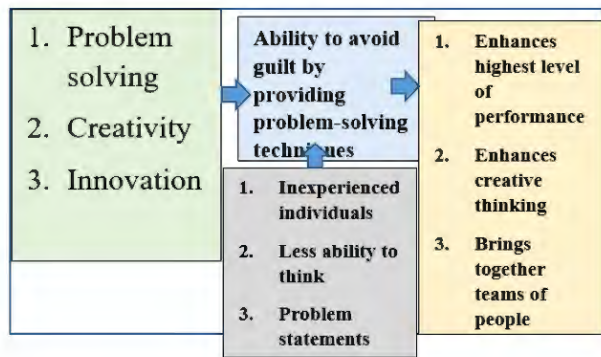 1. Problem
solving
2. Creativity
3. Innovation
Ability to avoid
guilt by
providing
problem-solving
techniques
1. Inexperienced
individuals
2. Less ability to
think
3. Problem
statements
1. Enhances
highest level
of
performance
2. Enhances
creative
thinking
3. Brings
together
teams of
people